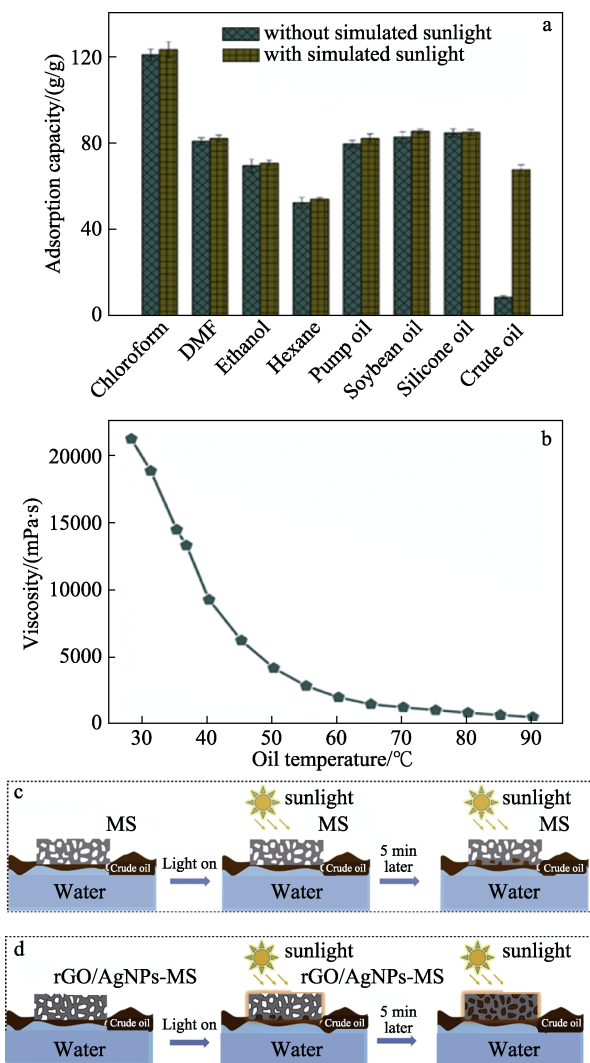 a
without simulated sunlight
with simulated sunlight
Adsorption capacity/(g/g)
120
80
40
0
Chloroform
DMF
Ethanol
Hexane
Pump oil
Soybean oil
Silicone oil
Crude oil
b
Viscosity/(mPa·s)
20000
15000
10000
5000
0
30 40 50 60 70 80 90
Oil temperature/℃
c
sunlight sunlight
MS MS MS
Light on 5 min later
Crude oil Crude oil Crude oil
Water Water Water
d
sunlight sunlight
rGO/AgNPs-MS rGO/AgNPs-MS
Light on 5 min later
Crude oil Crude oil Crude oil
Water Water Water